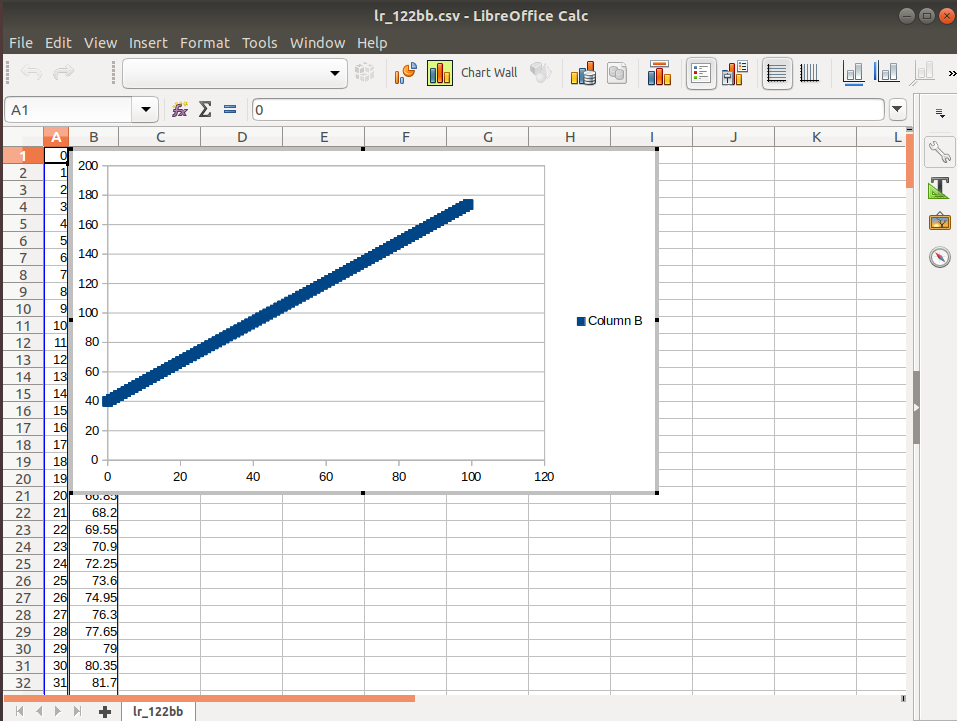 lr_122bb.csv - LibreOffice Calc
File Edit View Insert Format Tools Window Help
Chart Wall
A1 fx Σ = 0
A B C D E F G H I J K L
1 0
2 1
3 2
4 3
5 4
6 5
7 6
8 7
9 8
10 9
11 10
12 11
13 12
14 13
15 14
16 15
17 16
18 17
19 18
20 19
200
180
160
140
120
100
80
60
40
20
0
0 20 40 60 80 100 120
Column B
21 20 66.85
22 21 68.2
23 22 69.55
24 23 70.9
25 24 72.25
26 25 73.6
27 26 74.95
28 27 76.3
29 28 77.65
30 29 79
31 30 80.35
32 31 81.7
lr_122bb